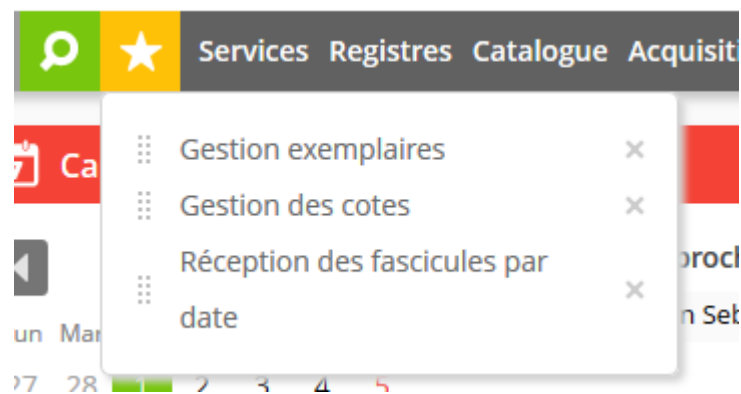 Services Registres Catalogue
Gestion exemplaires
Gestion des cotes
Réception des fascicules par
date
27 28 1 2 3 4 5